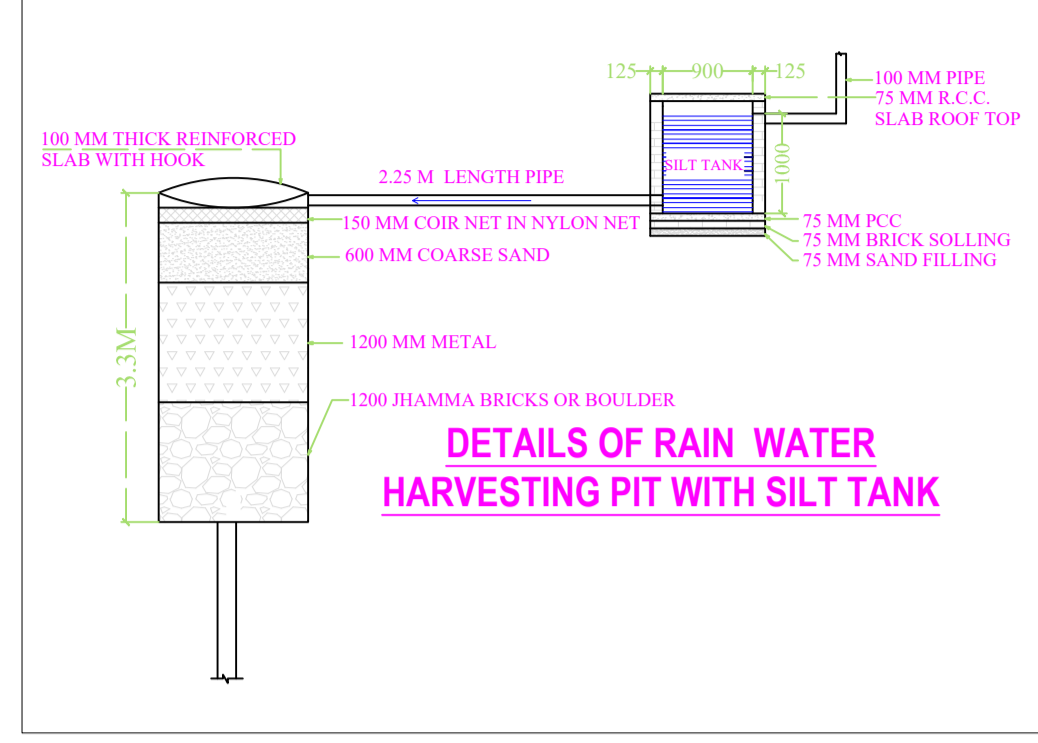 125
900
125
100 MM PIPE
75 MM R.C.C.
SLAB ROOF TOP
100 MM THICK REINFORCED
SLAB WITH HOOK
SILT TANK
1000
2.25 M LENGTH PIPE
150 MM COIR NET IN NYLON NET
75 MM PCC
75 MM BRICK SOLLING
75 MM SAND FILLING
600 MM COARSE SAND
3.3M
1200 MM METAL
1200 JHAMMA BRICKS OR BOULDER
DETAILS OF RAIN WATER
HARVESTING PIT WITH SILT TANK